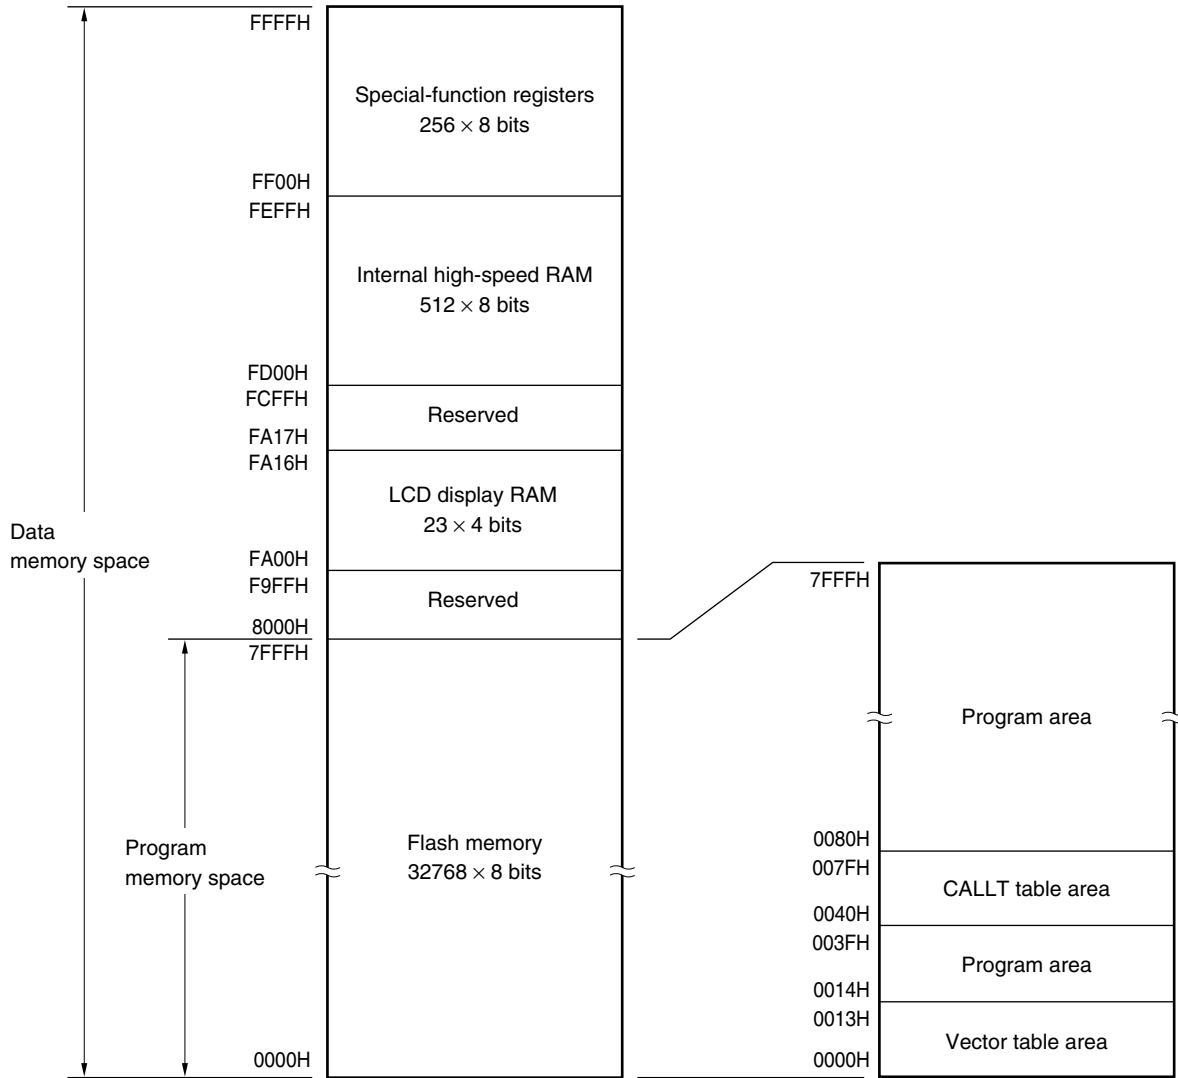 FFFFH
Special-function registers
256 × 8 bits
FF00H
FEFFH
Internal high-speed RAM
512 × 8 bits
FD00H
FCFFH
Reserved
FA17H
FA16H
LCD display RAM
23 × 4 bits
Data
memory space
FA00H
F9FFH
Reserved
8000H
7FFFH
Program
memory space
Flash memory
32768 × 8 bits
0000H
7FFFH
Program area
0080H
007FH
CALLT table area
0040H
003FH
Program area
0014H
0013H
Vector table area
0000H